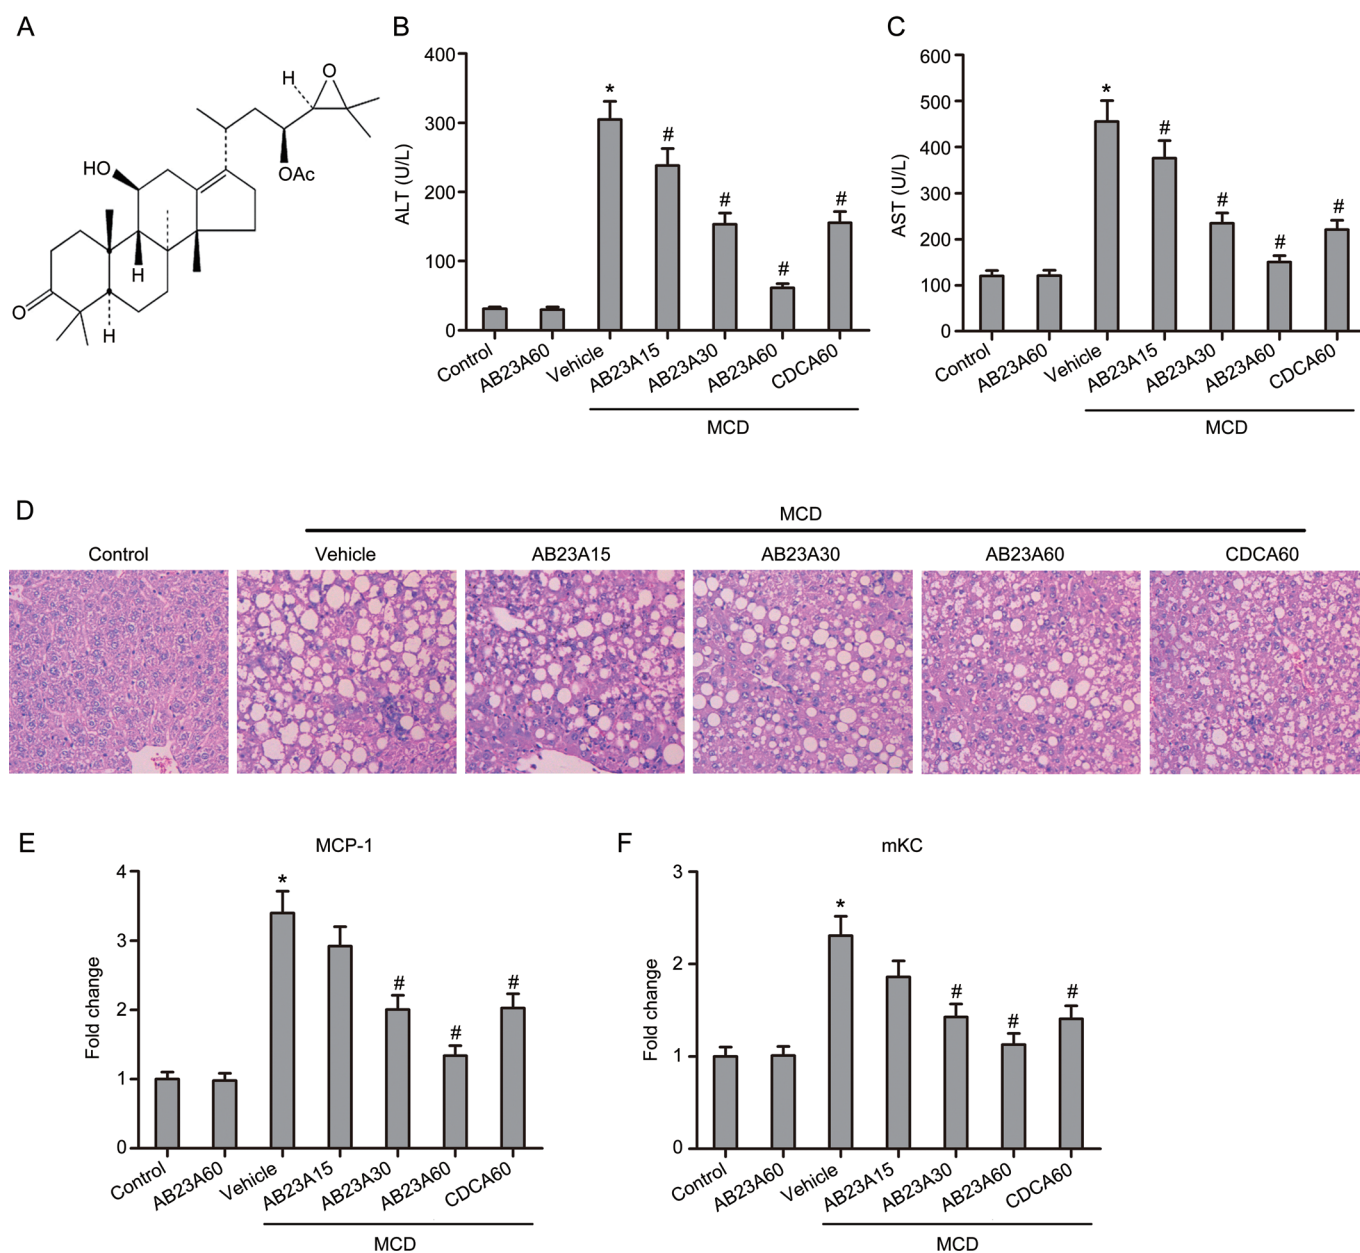 A
H
O
HO
OAc
H
O
H
B
ALT (U/L)
400
300
200
100
0
*
#
#
#
#
Control
AB23A60
Vehicle
AB23A15
AB23A30
AB23A60
CDCA60
MCD
C
AST (U/L)
600
500
400
300
200
100
0
*
#
#
#
#
Control
AB23A60
Vehicle
AB23A15
AB23A30
AB23A60
CDCA60
MCD
D
MCD
Control
Vehicle
AB23A15
AB23A30
AB23A60
CDCA60
E
MCP-1
Fold change
4
3
2
1
0
*
#
#
#
Control
AB23A60
Vehicle
AB23A15
AB23A30
AB23A60
CDCA60
MCD
F
mKC
Fold change
3
2
1
0
*
#
#
#
Control
AB23A60
Vehicle
AB23A15
AB23A30
AB23A60
CDCA60
MCD